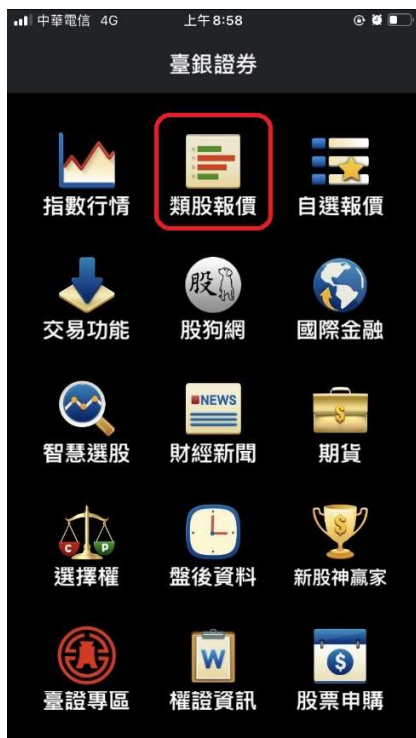 中華電信 4G 上午8:58
臺銀證券
指數行情 類股報價 自選報價
股
交易功能 股狗網 國際金融
NEWS
$
智慧選股 財經新聞 期貨
C P
$
選擇權 盤後資料 新股神贏家
W
$
臺證專區 權證資訊 股票申購